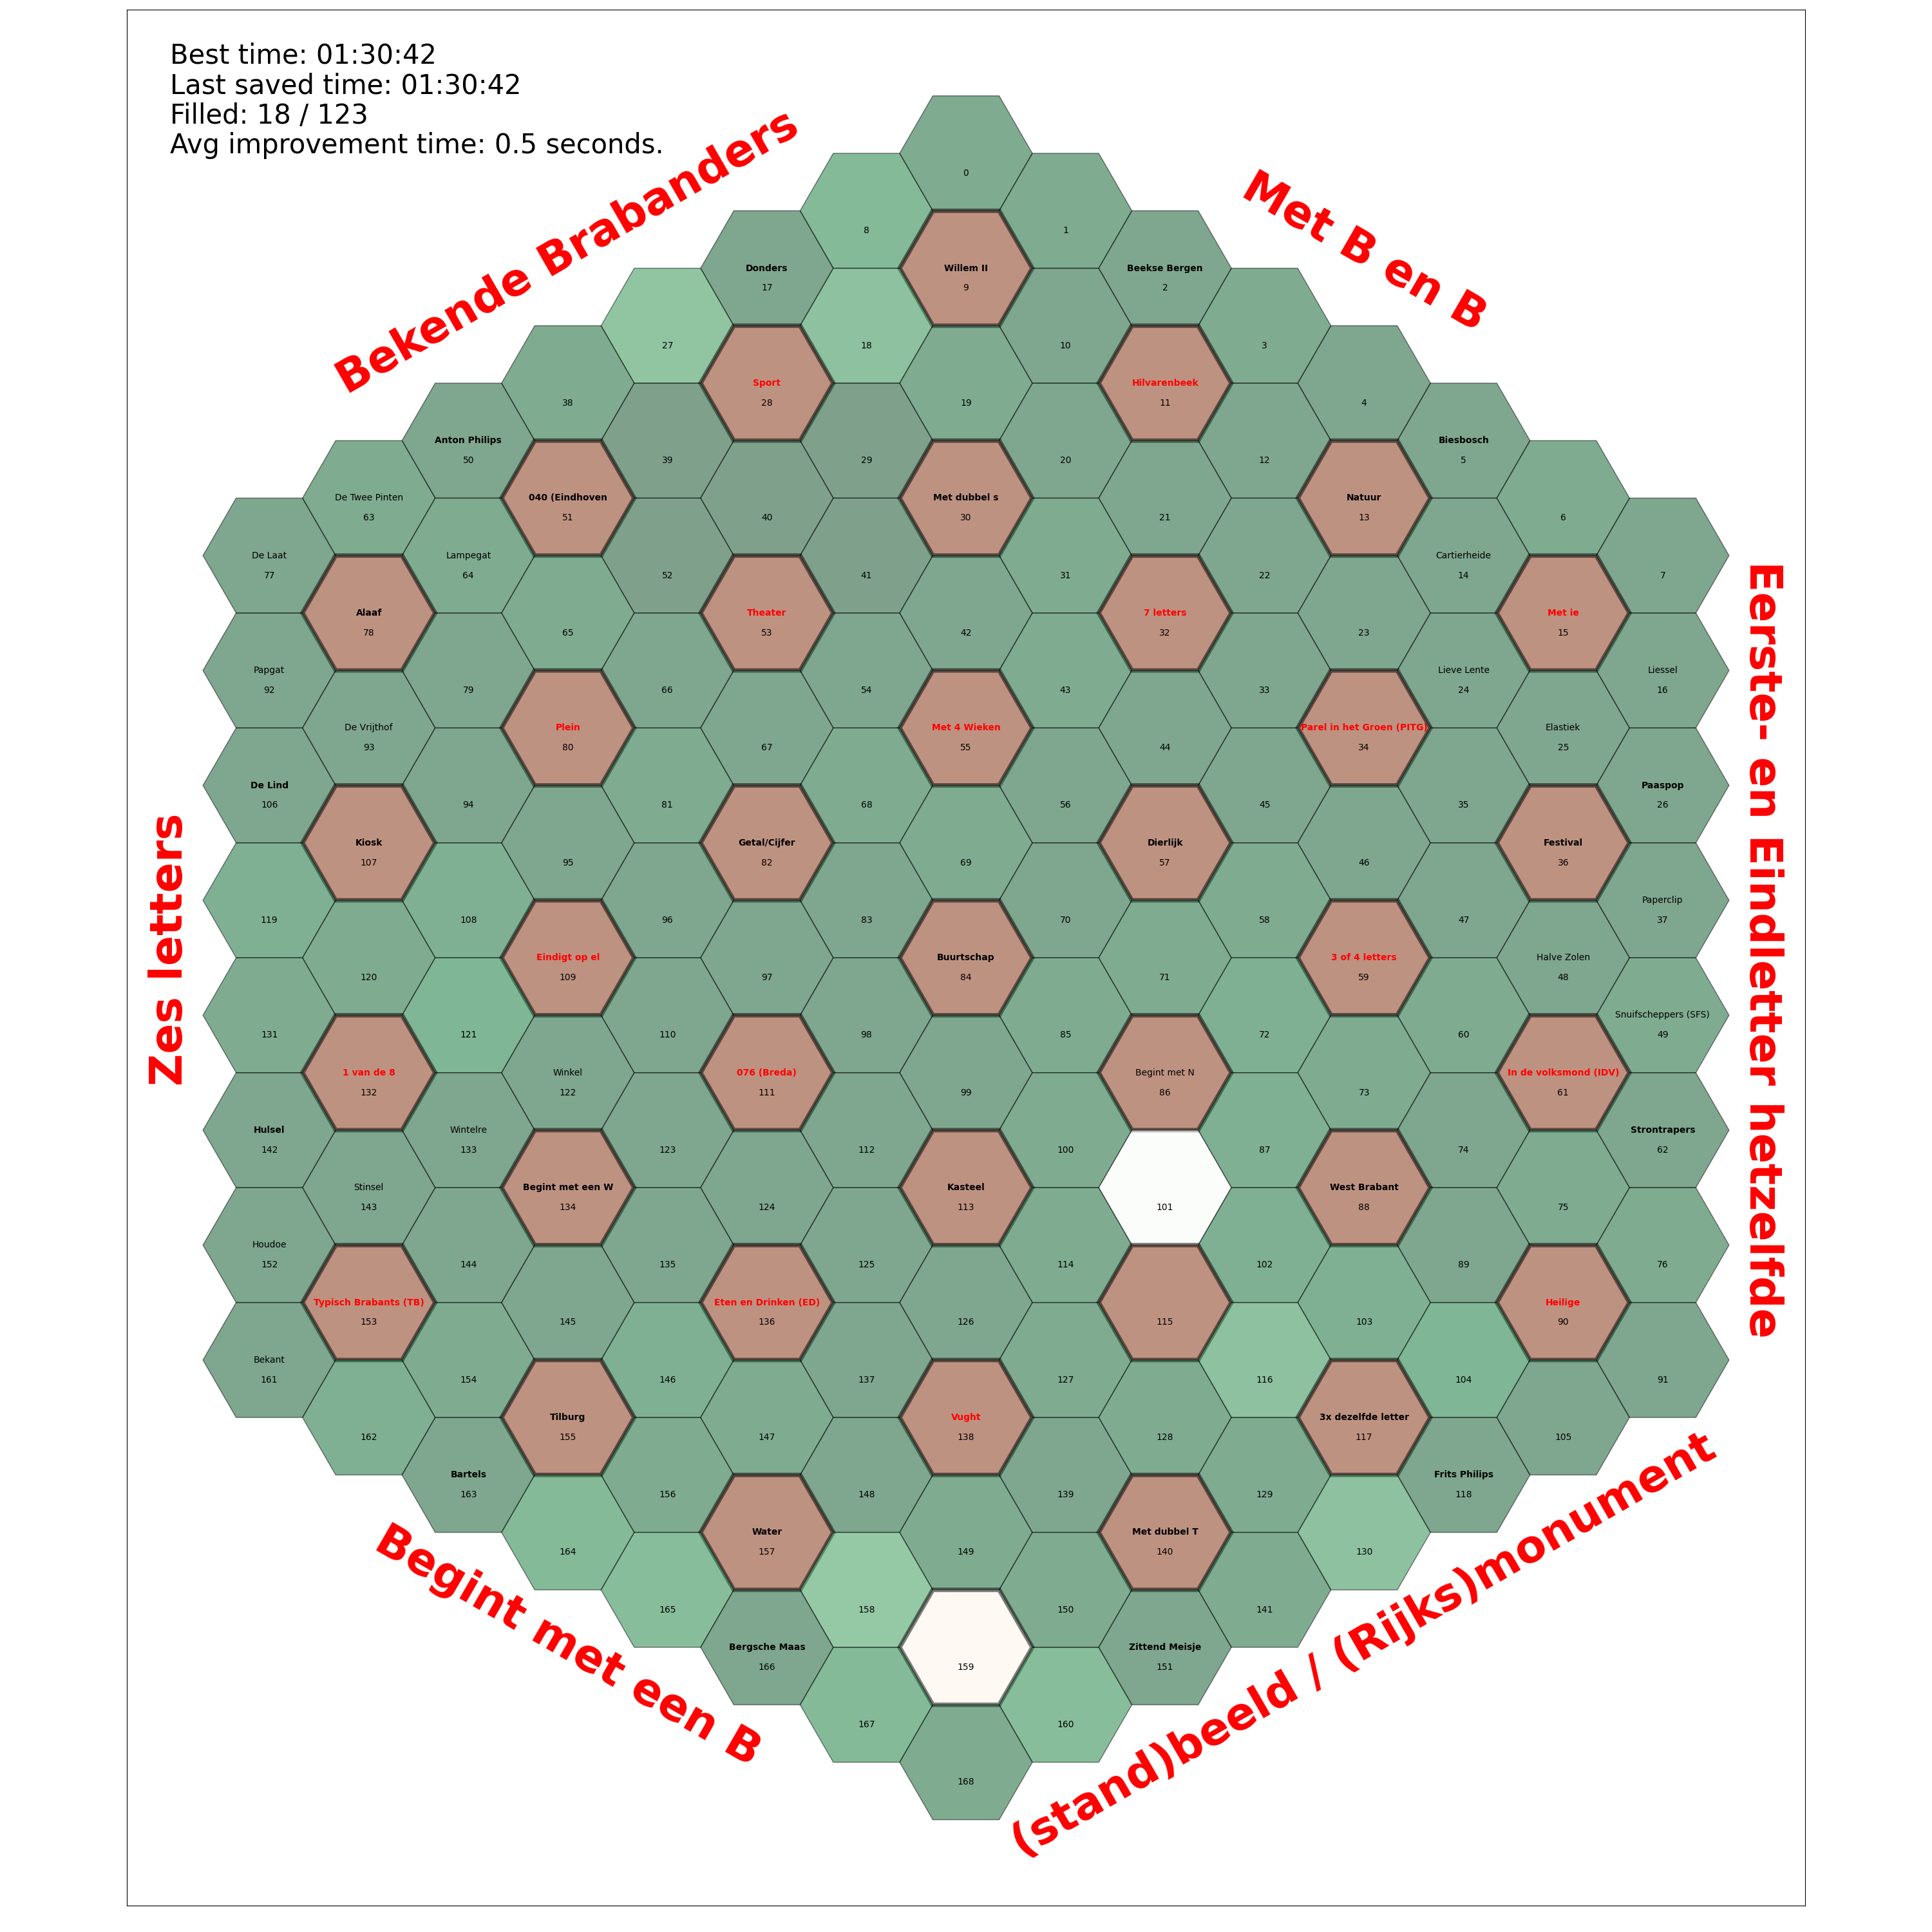 Best time: 01:30:42
Last saved time: 01:30:42
Filled: 18 / 123
Avg improvement time: 0.5 seconds.
Bekende Brabanders
Met B en B
Eerste- en Eindletter hetzelfde
(stand)beeld / (Rijks)monument
Begint met een B
Zes letters
0
8
1
Donders
17
Willem II
9
Beekse Bergen
2
27
18
10
3
38
Sport
28
19
Hilvarenbeek
11
4
Anton Philips
50
39
29
20
12
Biesbosch
5
De Twee Pinten
63
040 (Eindhoven
51
40
Met dubbel s
30
21
Natuur
13
6
De Laat
77
Lampegat
64
52
41
31
22
Cartierheide
14
7
Alaaf
78
65
Theater
53
42
7 letters
32
23
Met ie
15
Papgat
92
79
66
54
43
33
Lieve Lente
24
Liessel
16
De Vrijthof
93
Plein
80
67
Met 4 Wieken
55
44
Parel in het Groen (PITG)
34
Elastiek
25
De Lind
106
94
81
68
56
45
35
Paaspop
26
Kiosk
107
95
Getal/Cijfer
82
69
Dierlijk
57
46
Festival
36
119
108
96
83
70
58
47
Paperclip
37
120
Eindigt op el
109
97
Buurtschap
84
71
3 of 4 letters
59
Halve Zolen
48
131
121
110
98
85
72
60
Snuifscheppers (SFS)
49
1 van de 8
132
Winkel
122
076 (Breda)
111
99
Begint met N
86
73
In de volksmond (IDV)
61
Hulsel
142
Wintelre
133
123
112
100
87
74
Strontrapers
62
Stinsel
143
Begint met een W
134
124
Kasteel
113
101
West Brabant
88
75
Houdoe
152
144
135
125
114
102
89
76
Typisch Brabants (TB)
153
145
Eten en Drinken (ED)
136
126
115
103
Heilige
90
Bekant
161
154
146
137
127
116
104
91
162
Tilburg
155
147
Vught
138
128
3x dezelfde letter
117
105
Bartels
163
156
148
139
129
Frits Philips
118
164
Water
157
149
Met dubbel T
140
130
165
158
150
141
Bergsche Maas
166
159
Zittend Meisje
151
167
160
168